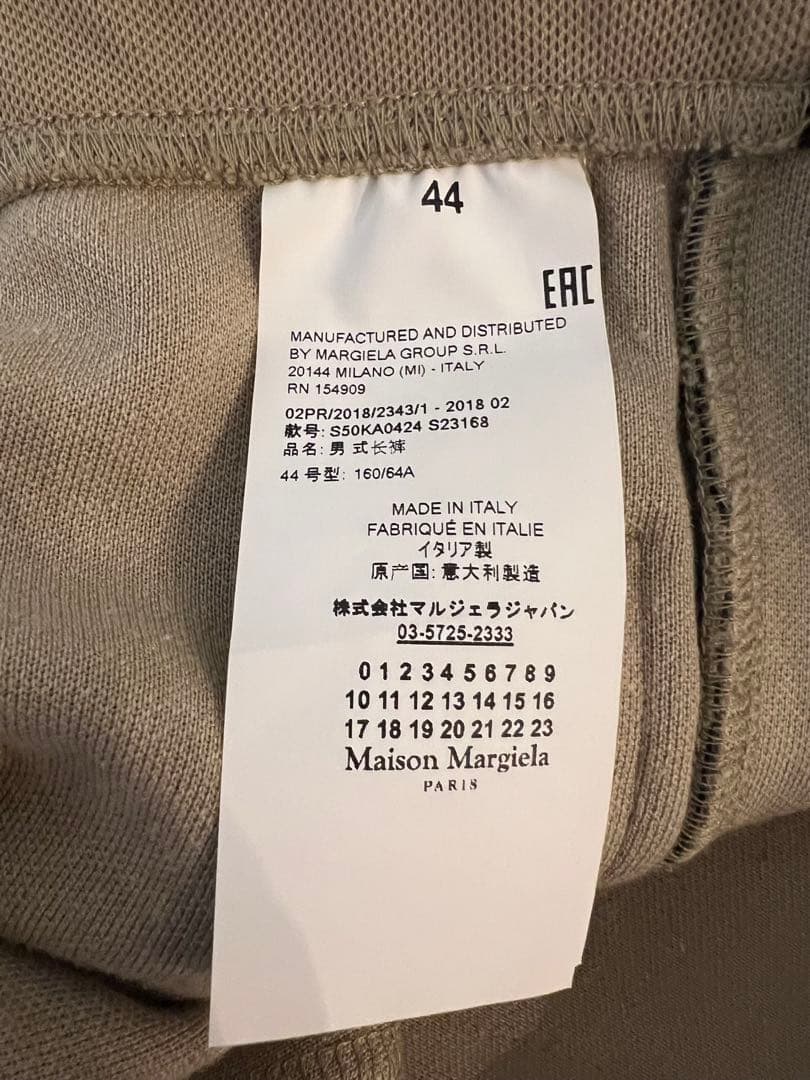 44
EAC
MANUFACTURED AND DISTRIBUTED
BY MARGIELA GROUP S.R.L.
20144 MILANO (MI) - ITALY
RN 154909
02PR/2018/2343/1 - 2018 02
款号: S50KA0424 S23168
品名: 男 式长裤
44 号型: 160/64A
MADE IN ITALY
FABRIQUÉ EN ITALIE
イタリア製
原产国: 意大利製造
株式会社マルジェラジャパン
03-5725-2333
0 1 2 3 4 5 6 7 8 9
10 11 12 13 14 15 16
17 18 19 20 21 22 23
Maison Margiela
PARIS